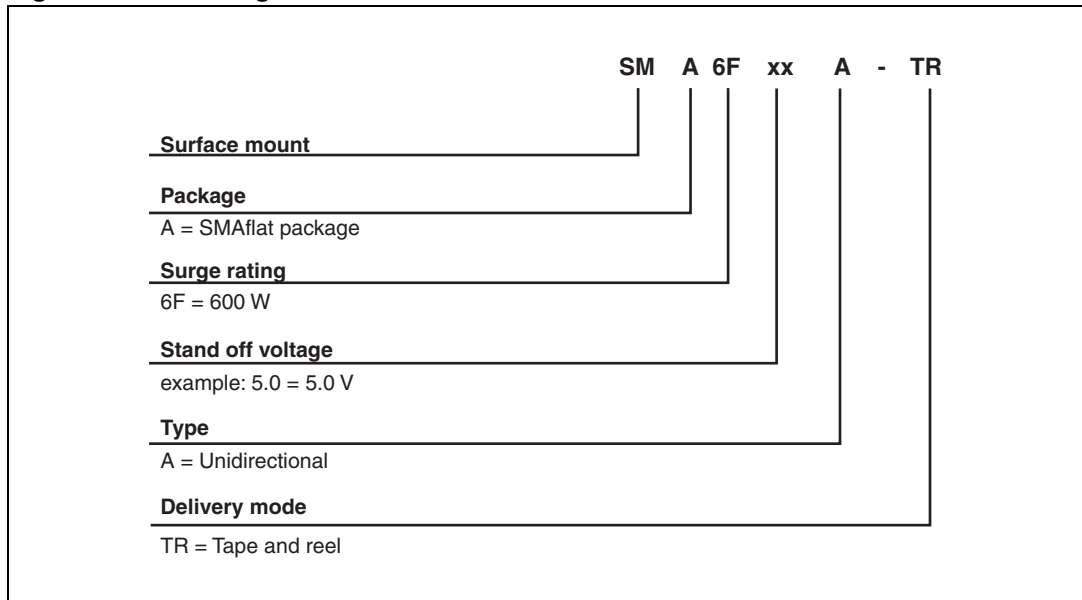 SM A 6F xx A - TR
Surface mount
Package
A = SMAflat package
Surge rating
6F = 600 W
Stand off voltage
example: 5.0 = 5.0 V
Type
A = Unidirectional
Delivery mode
TR = Tape and reel